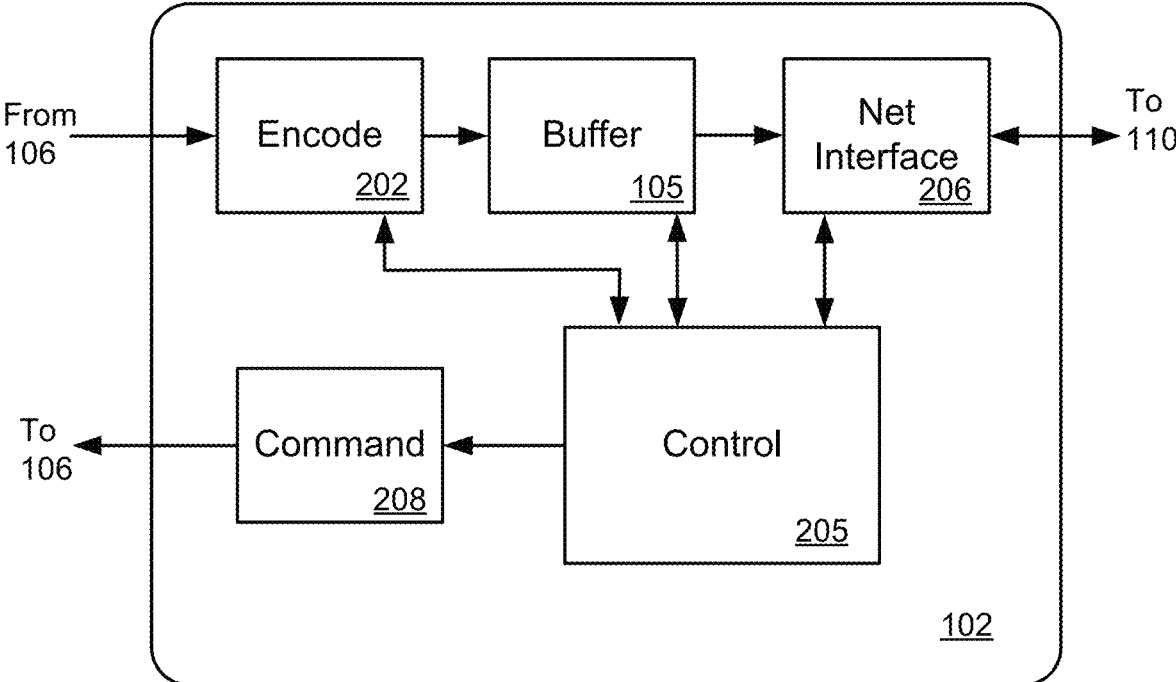 From
106
Encode
202
Buffer
105
Net
Interface
206
To
110
To
106
Command
208
Control
205
102